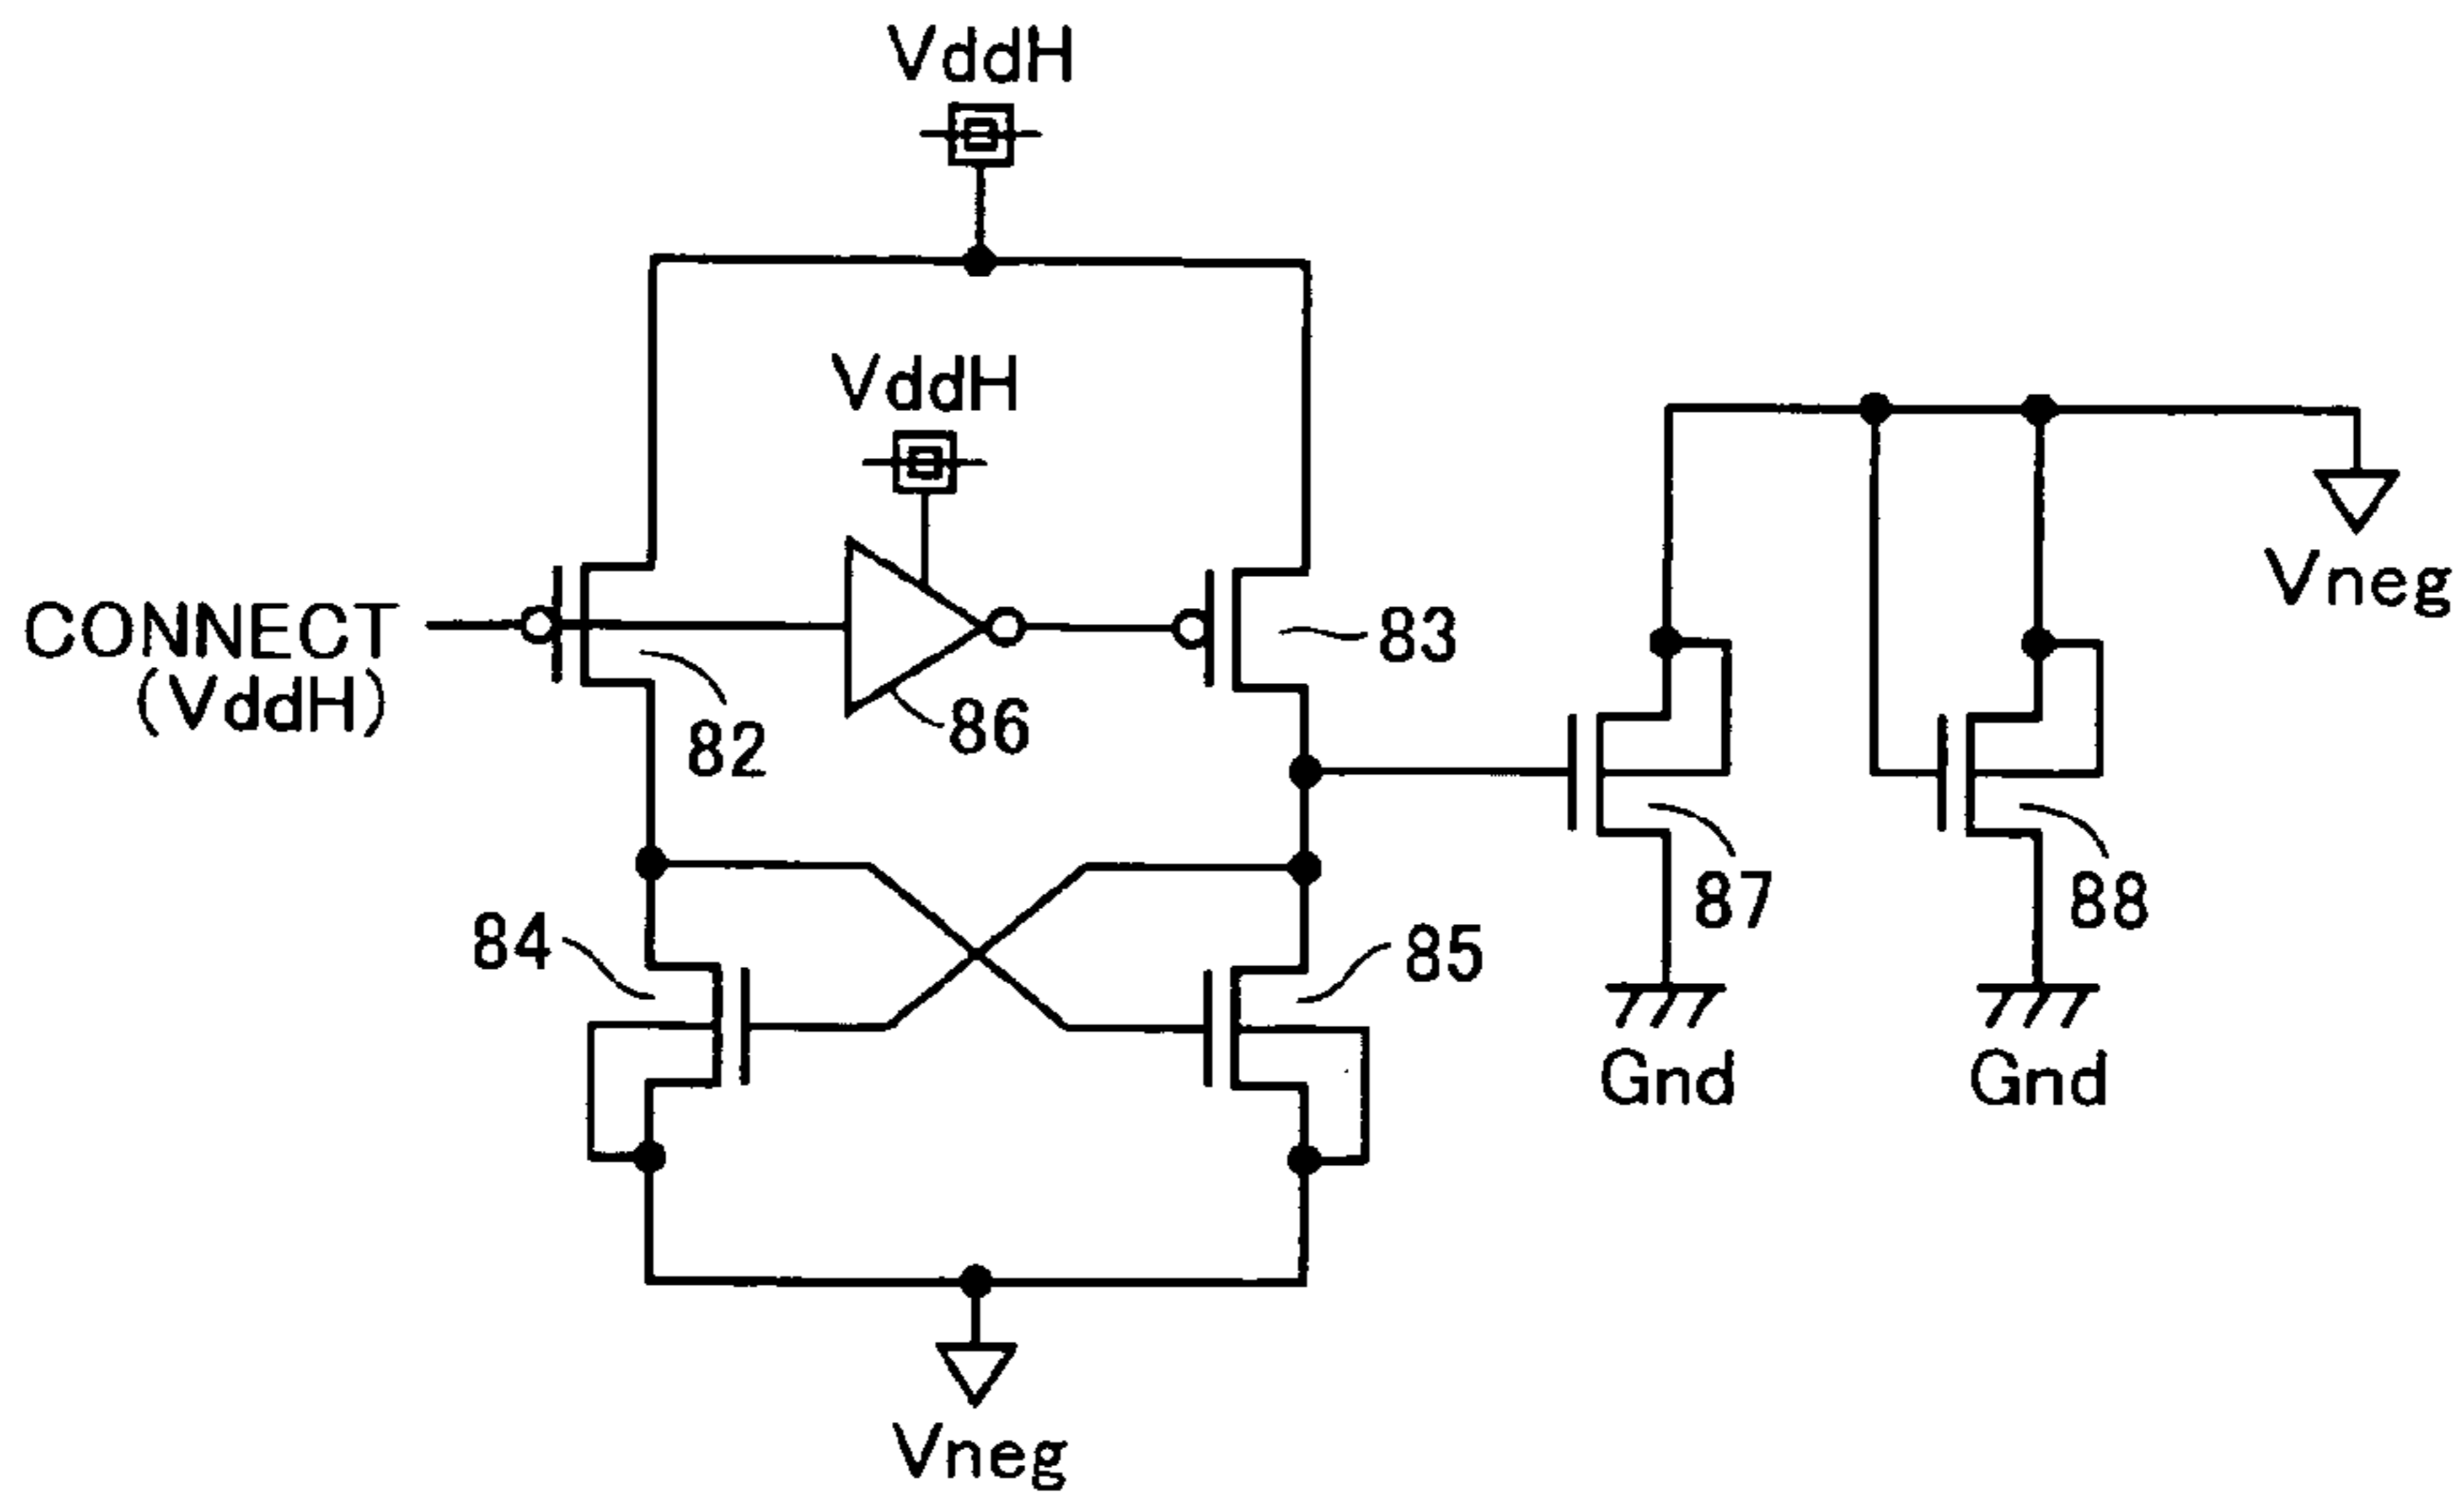 VddH
VddH
CONNECT
(VddH)
82
86
83
Vneg
84
85
87
88
Gnd
Gnd
Vneg